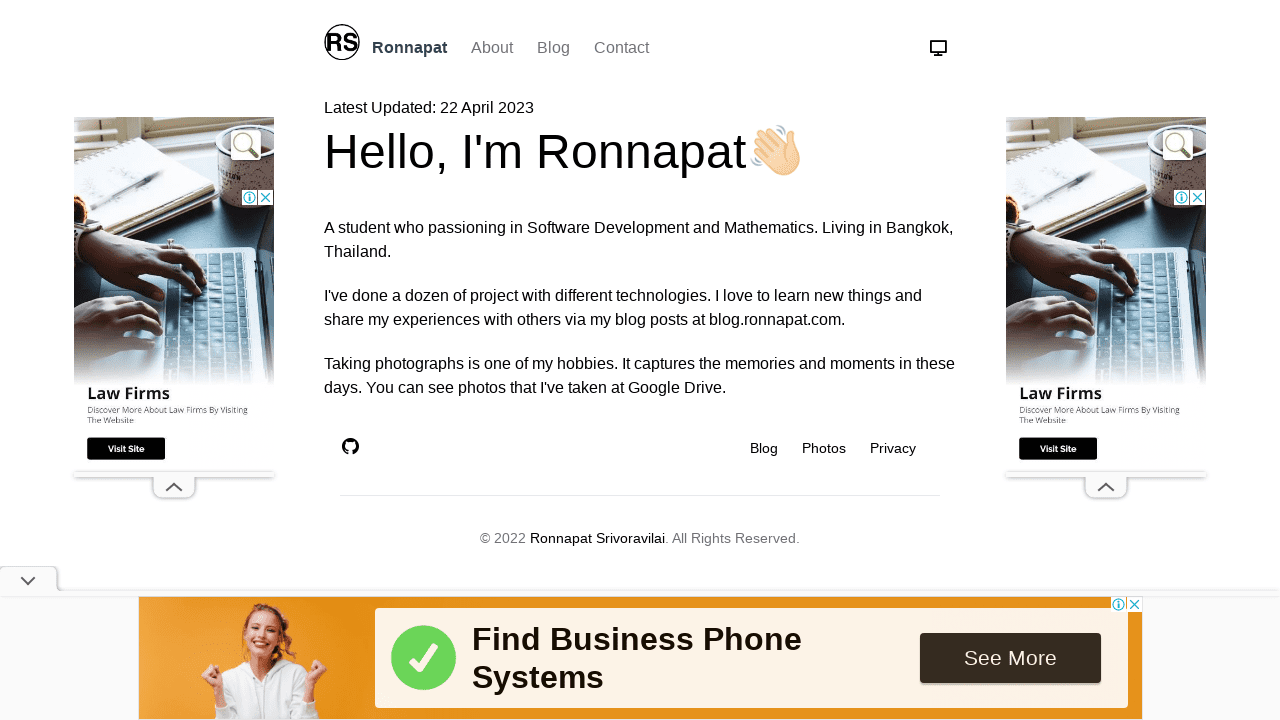 RS
Ronnapat
About
Blog
Contact
Latest Updated: 22 April 2023
Hello, I'm Ronnapat👋🏻
A student who passioning in Software Development and Mathematics. Living in Bangkok,
Thailand.
I've done a dozen of project with different technologies. I love to learn new things and
share my experiences with others via my blog posts at blog.ronnapat.com.
Taking photographs is one of my hobbies. It captures the memories and moments in these
days. You can see photos that I've taken at Google Drive.
Blog
Photos
Privacy
© 2022 Ronnapat Srivoravilai. All Rights Reserved.
Law Firms
Discover More About Law Firms By Visiting
The Website
Visit Site
Law Firms
Discover More About Law Firms By Visiting
The Website
Visit Site
Find Business Phone
Systems
See More